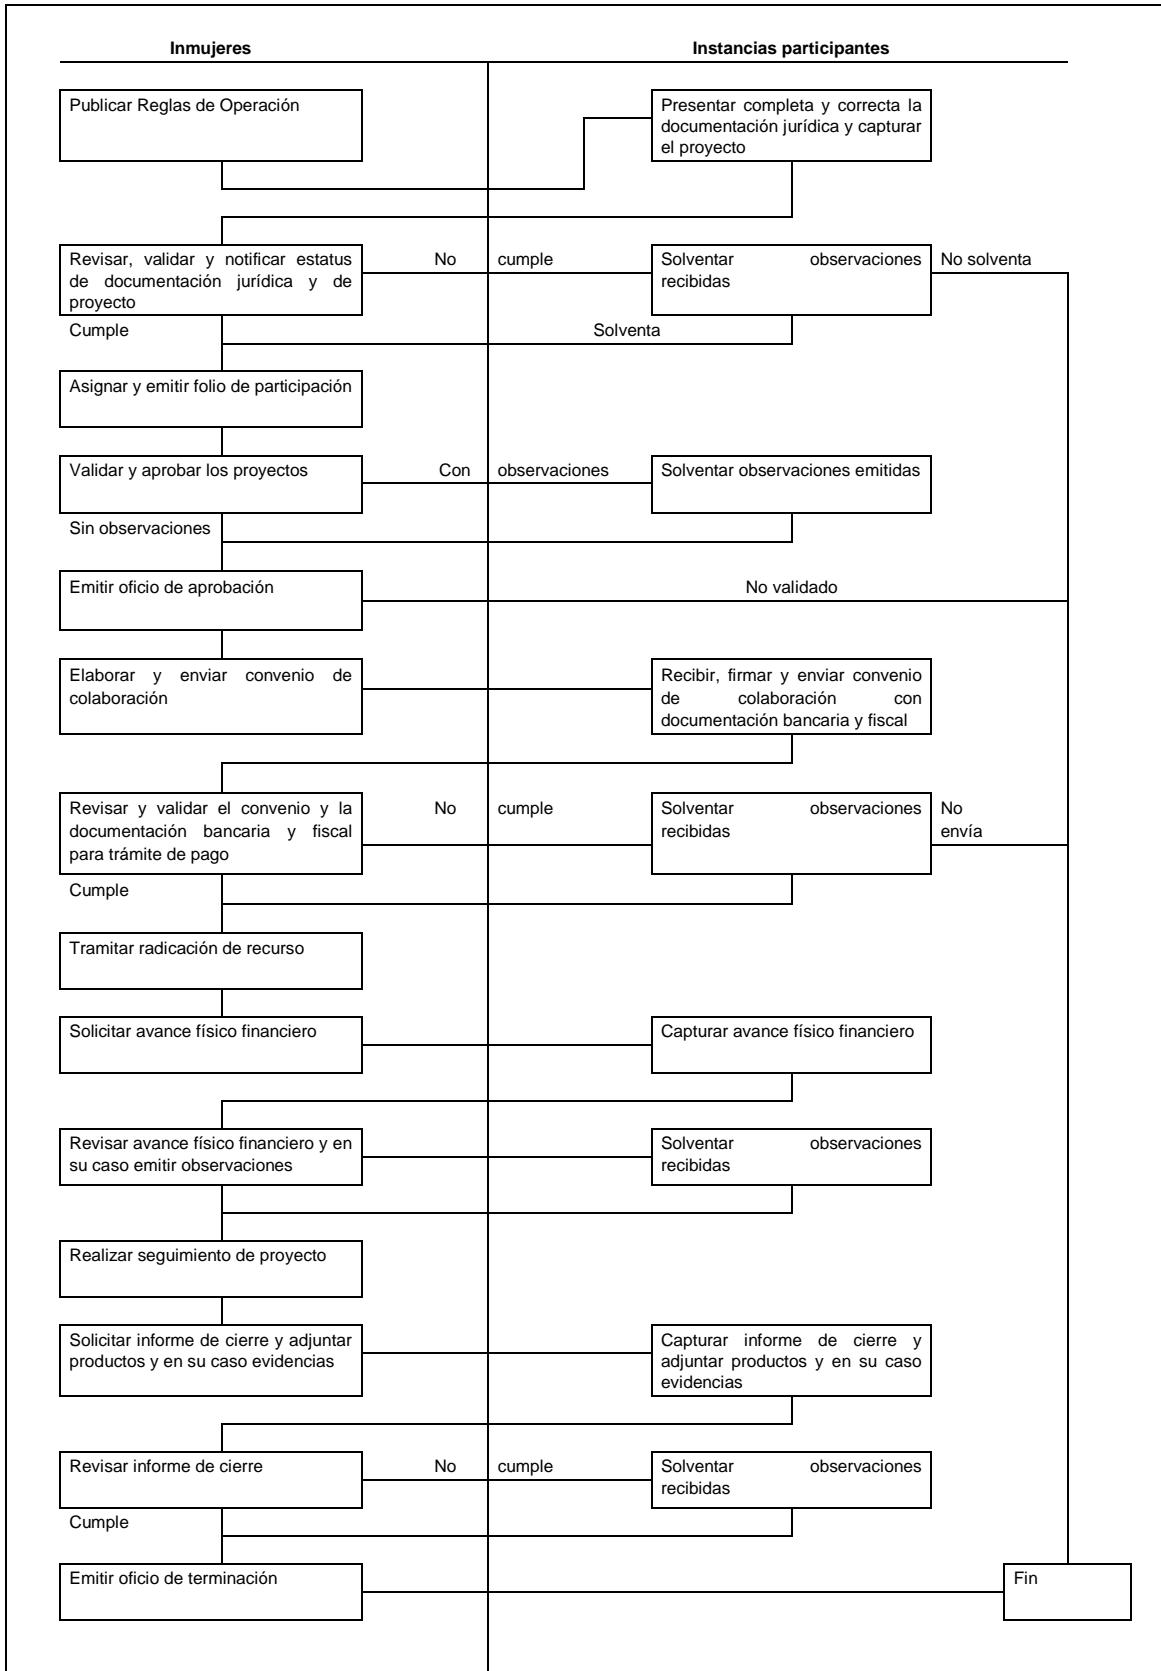 Inmujeres
Instancias participantes
Publicar Reglas de Operación
Presentar completa y correcta la
documentación jurídica y capturar
el proyecto
Revisar, validar y notificar estatus
de documentación jurídica y de
proyecto
No cumple
Solventar observaciones
recibidas
No solventa
Cumple
Solventa
Asignar y emitir folio de participación
Validar y aprobar los proyectos
Con observaciones
Solventar observaciones emitidas
Sin observaciones
Emitir oficio de aprobación
No validado
Elaborar y enviar convenio de
colaboración
Recibir, firmar y enviar convenio
de colaboración con
documentación bancaria y fiscal
Revisar y validar el convenio y la
documentación bancaria y fiscal
para trámite de pago
No cumple
Solventar observaciones
recibidas
No
envía
Cumple
Tramitar radicación de recurso
Solicitar avance físico financiero
Capturar avance físico financiero
Revisar avance físico financiero y en
su caso emitir observaciones
Solventar observaciones
recibidas
Realizar seguimiento de proyecto
Solicitar informe de cierre y adjuntar
productos y en su caso evidencias
Capturar informe de cierre y
adjuntar productos y en su caso
evidencias
Revisar informe de cierre
No cumple
Solventar observaciones
recibidas
Cumple
Emitir oficio de terminación
Fin